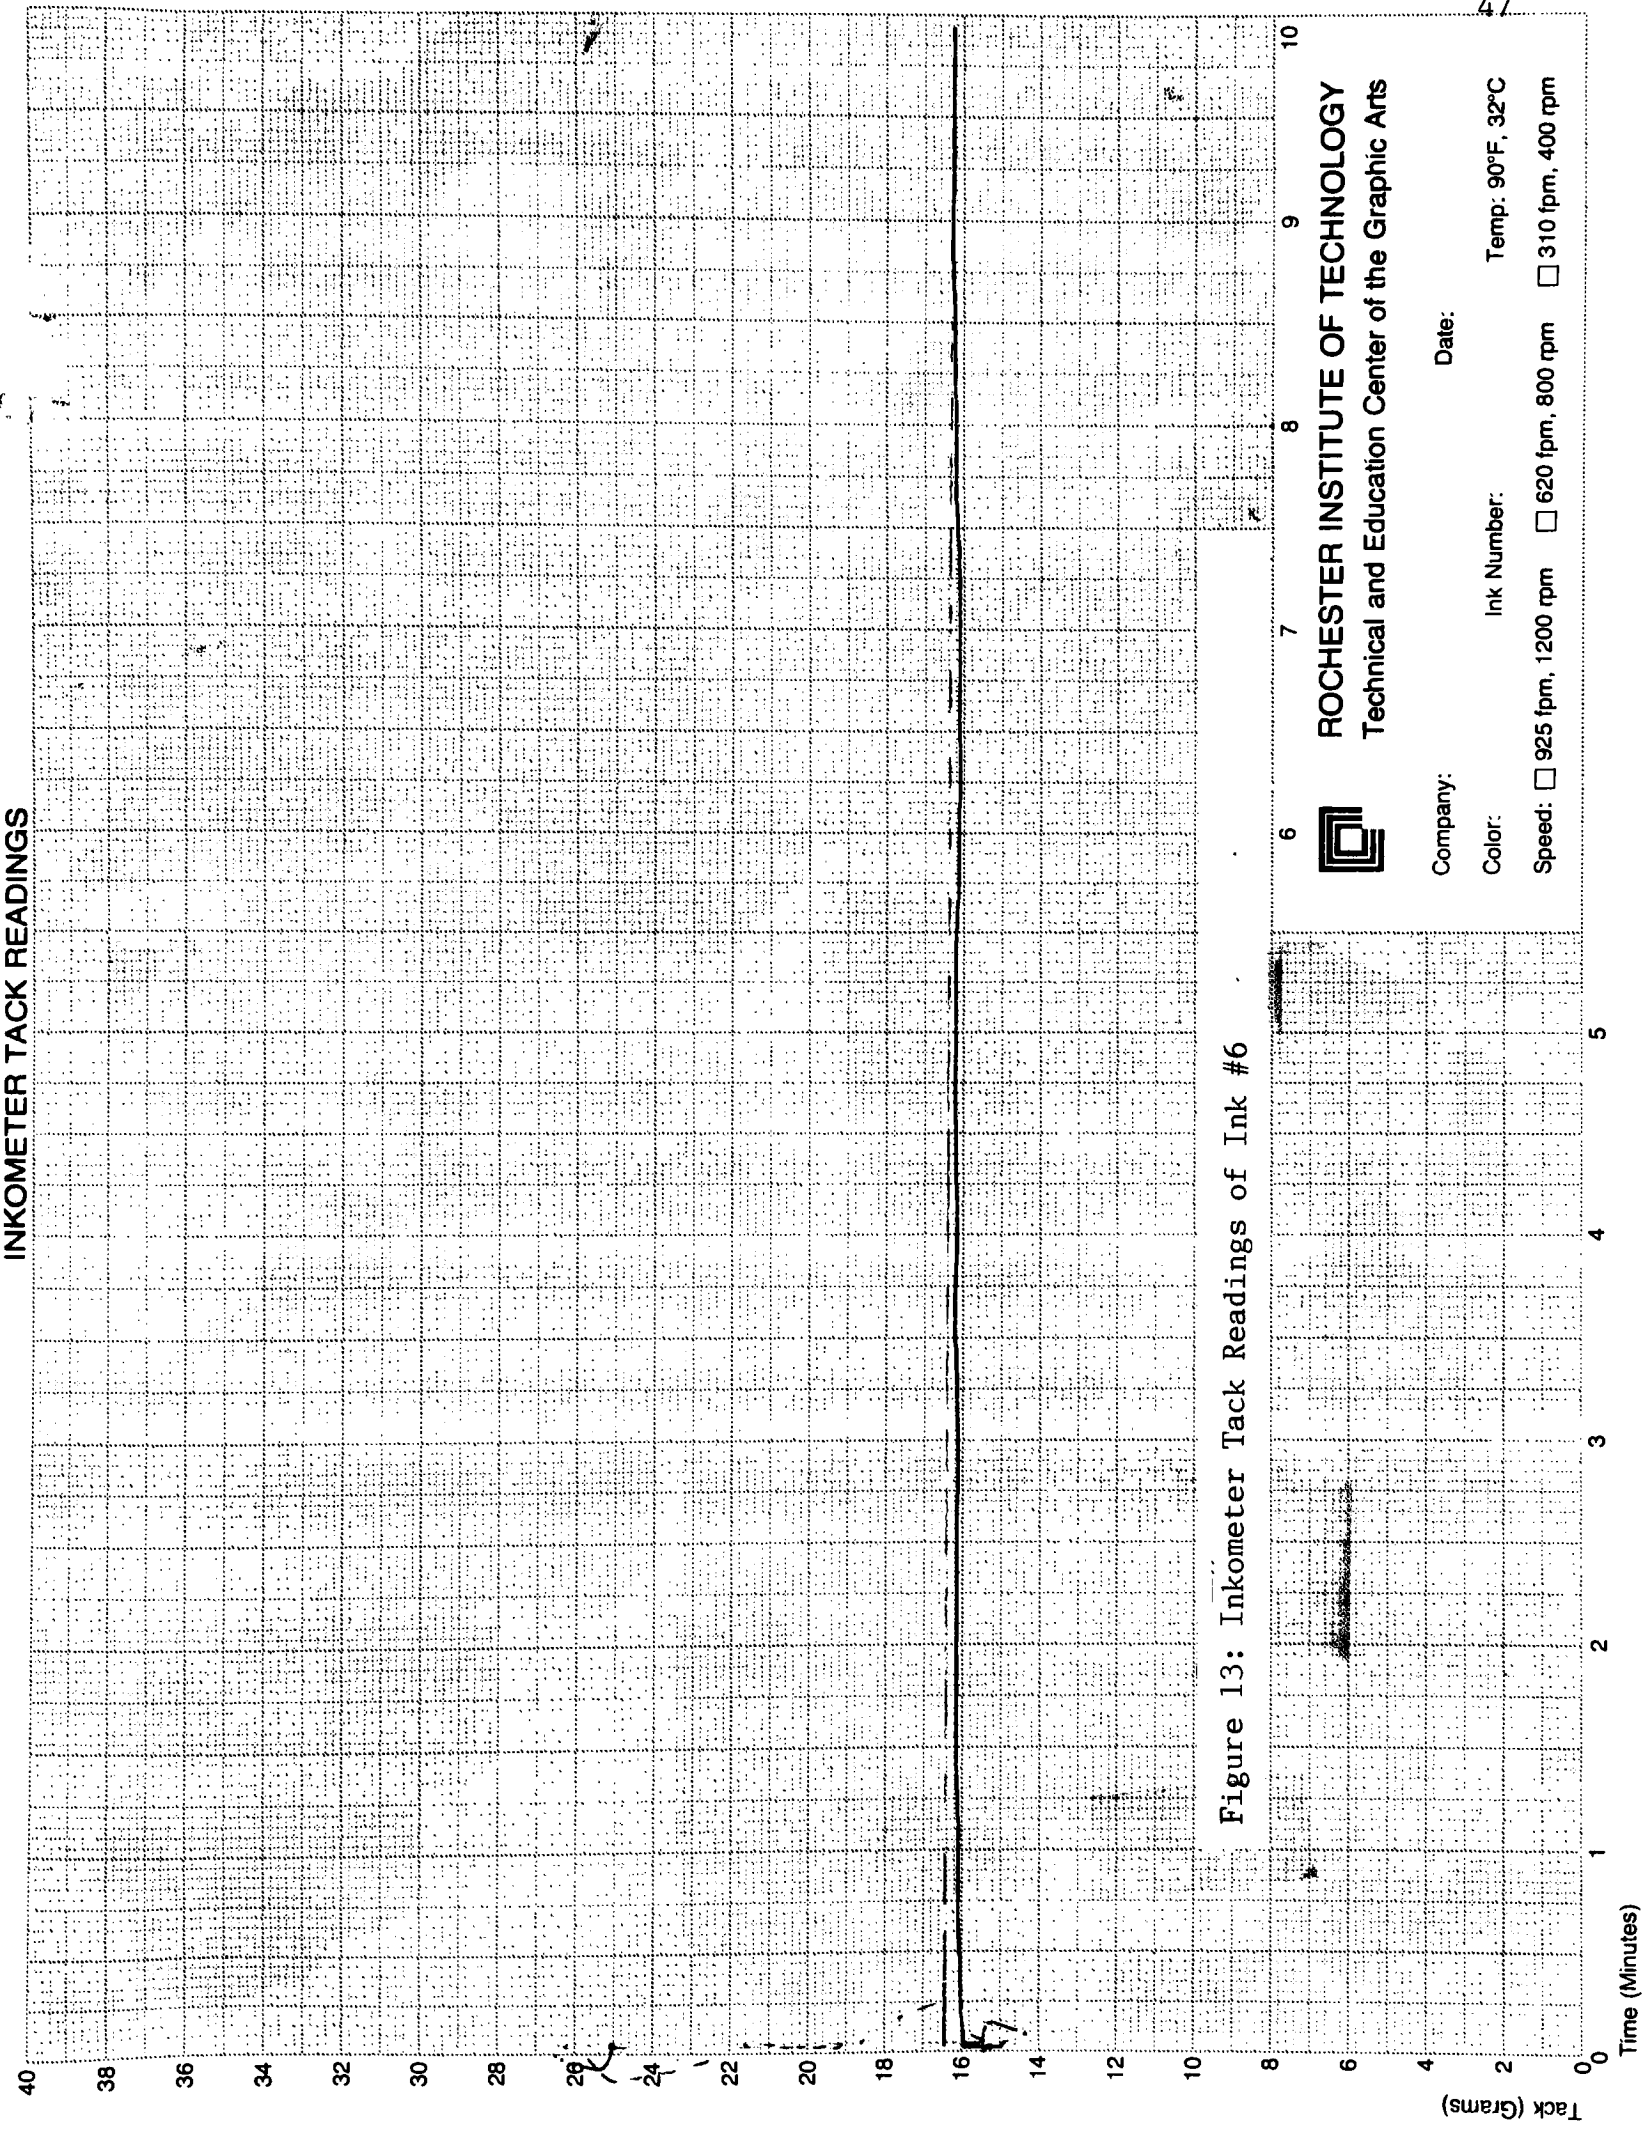 47
INKOMETER TACK READINGS
Tack (Grams)
40
38
36
34
32
30
28
26
24
22
20
18
16
14
12
10
8
6
4
2
0
0 1 2 3 4 5
6 7 8 9 10
Time (Minutes)
Figure 13: Inkometer Tack Readings of Ink #6
ROCHESTER INSTITUTE OF TECHNOLOGY
Technical and Education Center of the Graphic Arts
Company: Date:
Color: Ink Number: Temp: 90°F, 32°C
Speed: □ 925 fpm, 1200 rpm □ 620 fpm, 800 rpm □ 310 fpm, 400 rpm